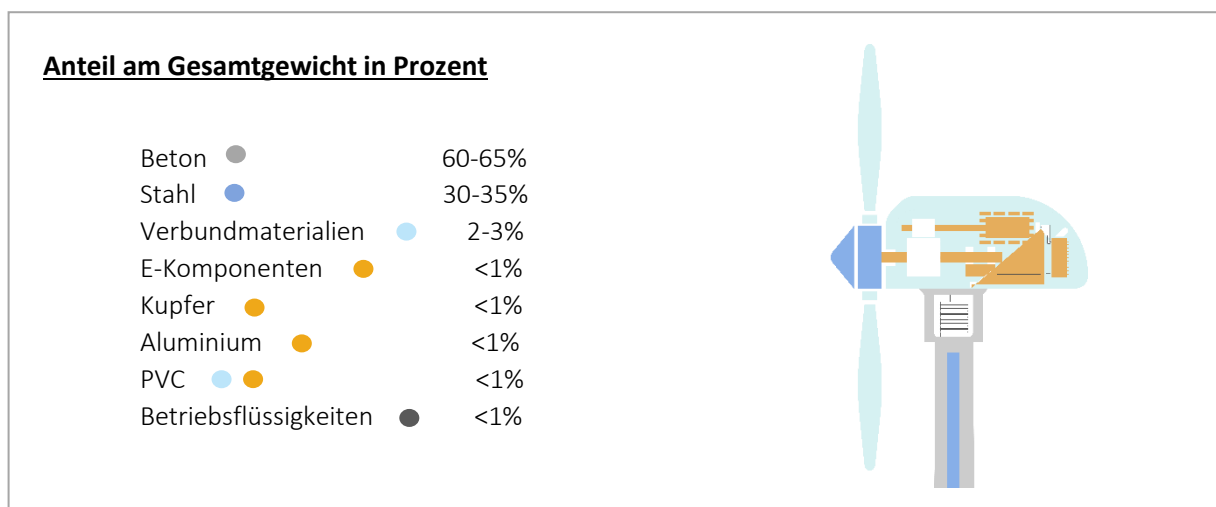 Anteil am Gesamtgewicht in Prozent
Beton 60-65%
Stahl 30-35%
Verbundmaterialien 2-3%
E-Komponenten <1%
Kupfer <1%
Aluminium <1%
PVC <1%
Betriebsflüssigkeiten <1%